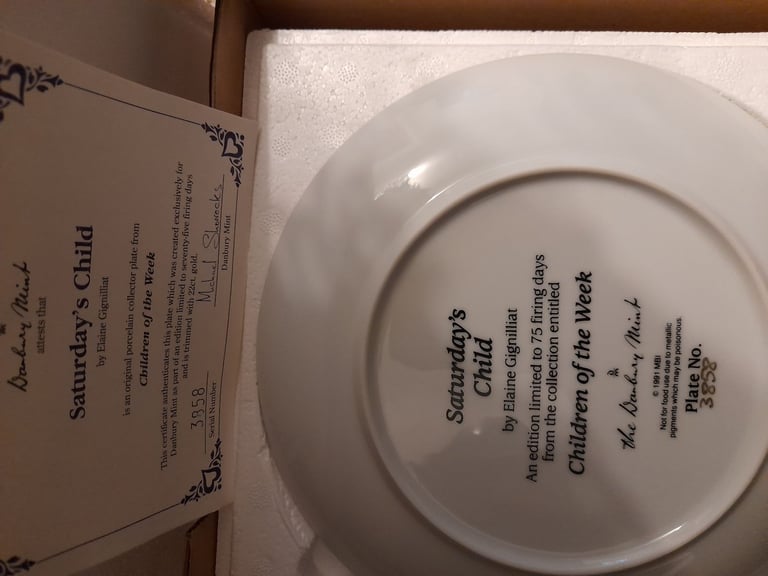 Danbury Mint
attests that
Saturday's Child
by Elaine Gignilliat
is an original porcelain collector plate from
Children of the Week
This certificate authenticates this plate which was created exclusively for
Danbury Mint as part of an edition limited to seventy-five firing days
and is trimmed with 22ct. gold.
3858
Serial Number
Michael
Danbury Mint
Saturday's
Child
by Elaine Gignilliat
An edition limited to 75 firing days
from the collection entitled
Children of the Week
the Danbury Mint
© 1991 MBI
Not for food use due to metallic
pigments which may be poisonous.
Plate No.
3858